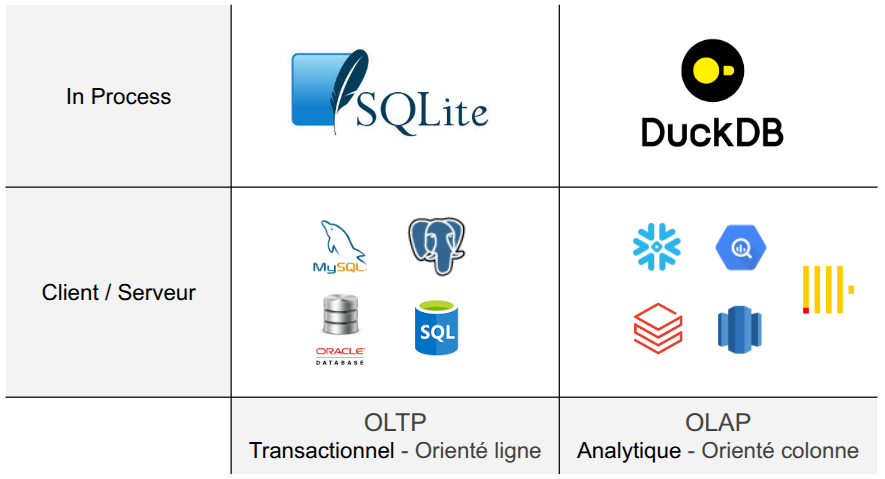 In Process
SQLite
DuckDB
Client / Serveur
MySQL
ORACLE
DATABASE
SQL
OLTP
Transactionnel - Orienté ligne
OLAP
Analytique - Orienté colonne